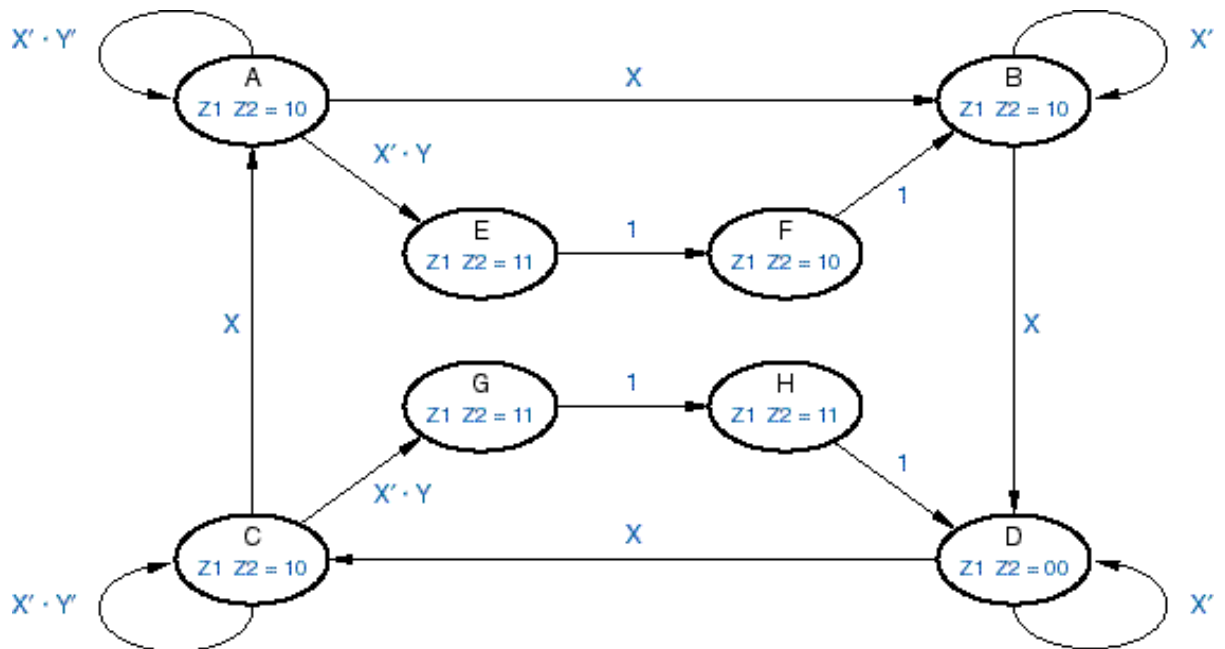 X′ · Y′
A
Z1 Z2 = 10
X
B
Z1 Z2 = 10
X′
X′ · Y
E
Z1 Z2 = 11
1
F
Z1 Z2 = 10
1
X
X
G
Z1 Z2 = 11
1
H
Z1 Z2 = 11
X′ · Y
1
C
Z1 Z2 = 10
X
D
Z1 Z2 = 00
X′ · Y′
X′